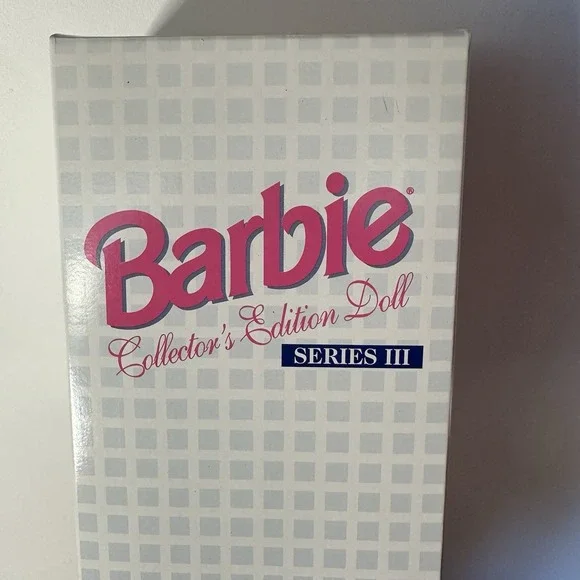 Barbie®
Collector's Edition Doll
SERIES III